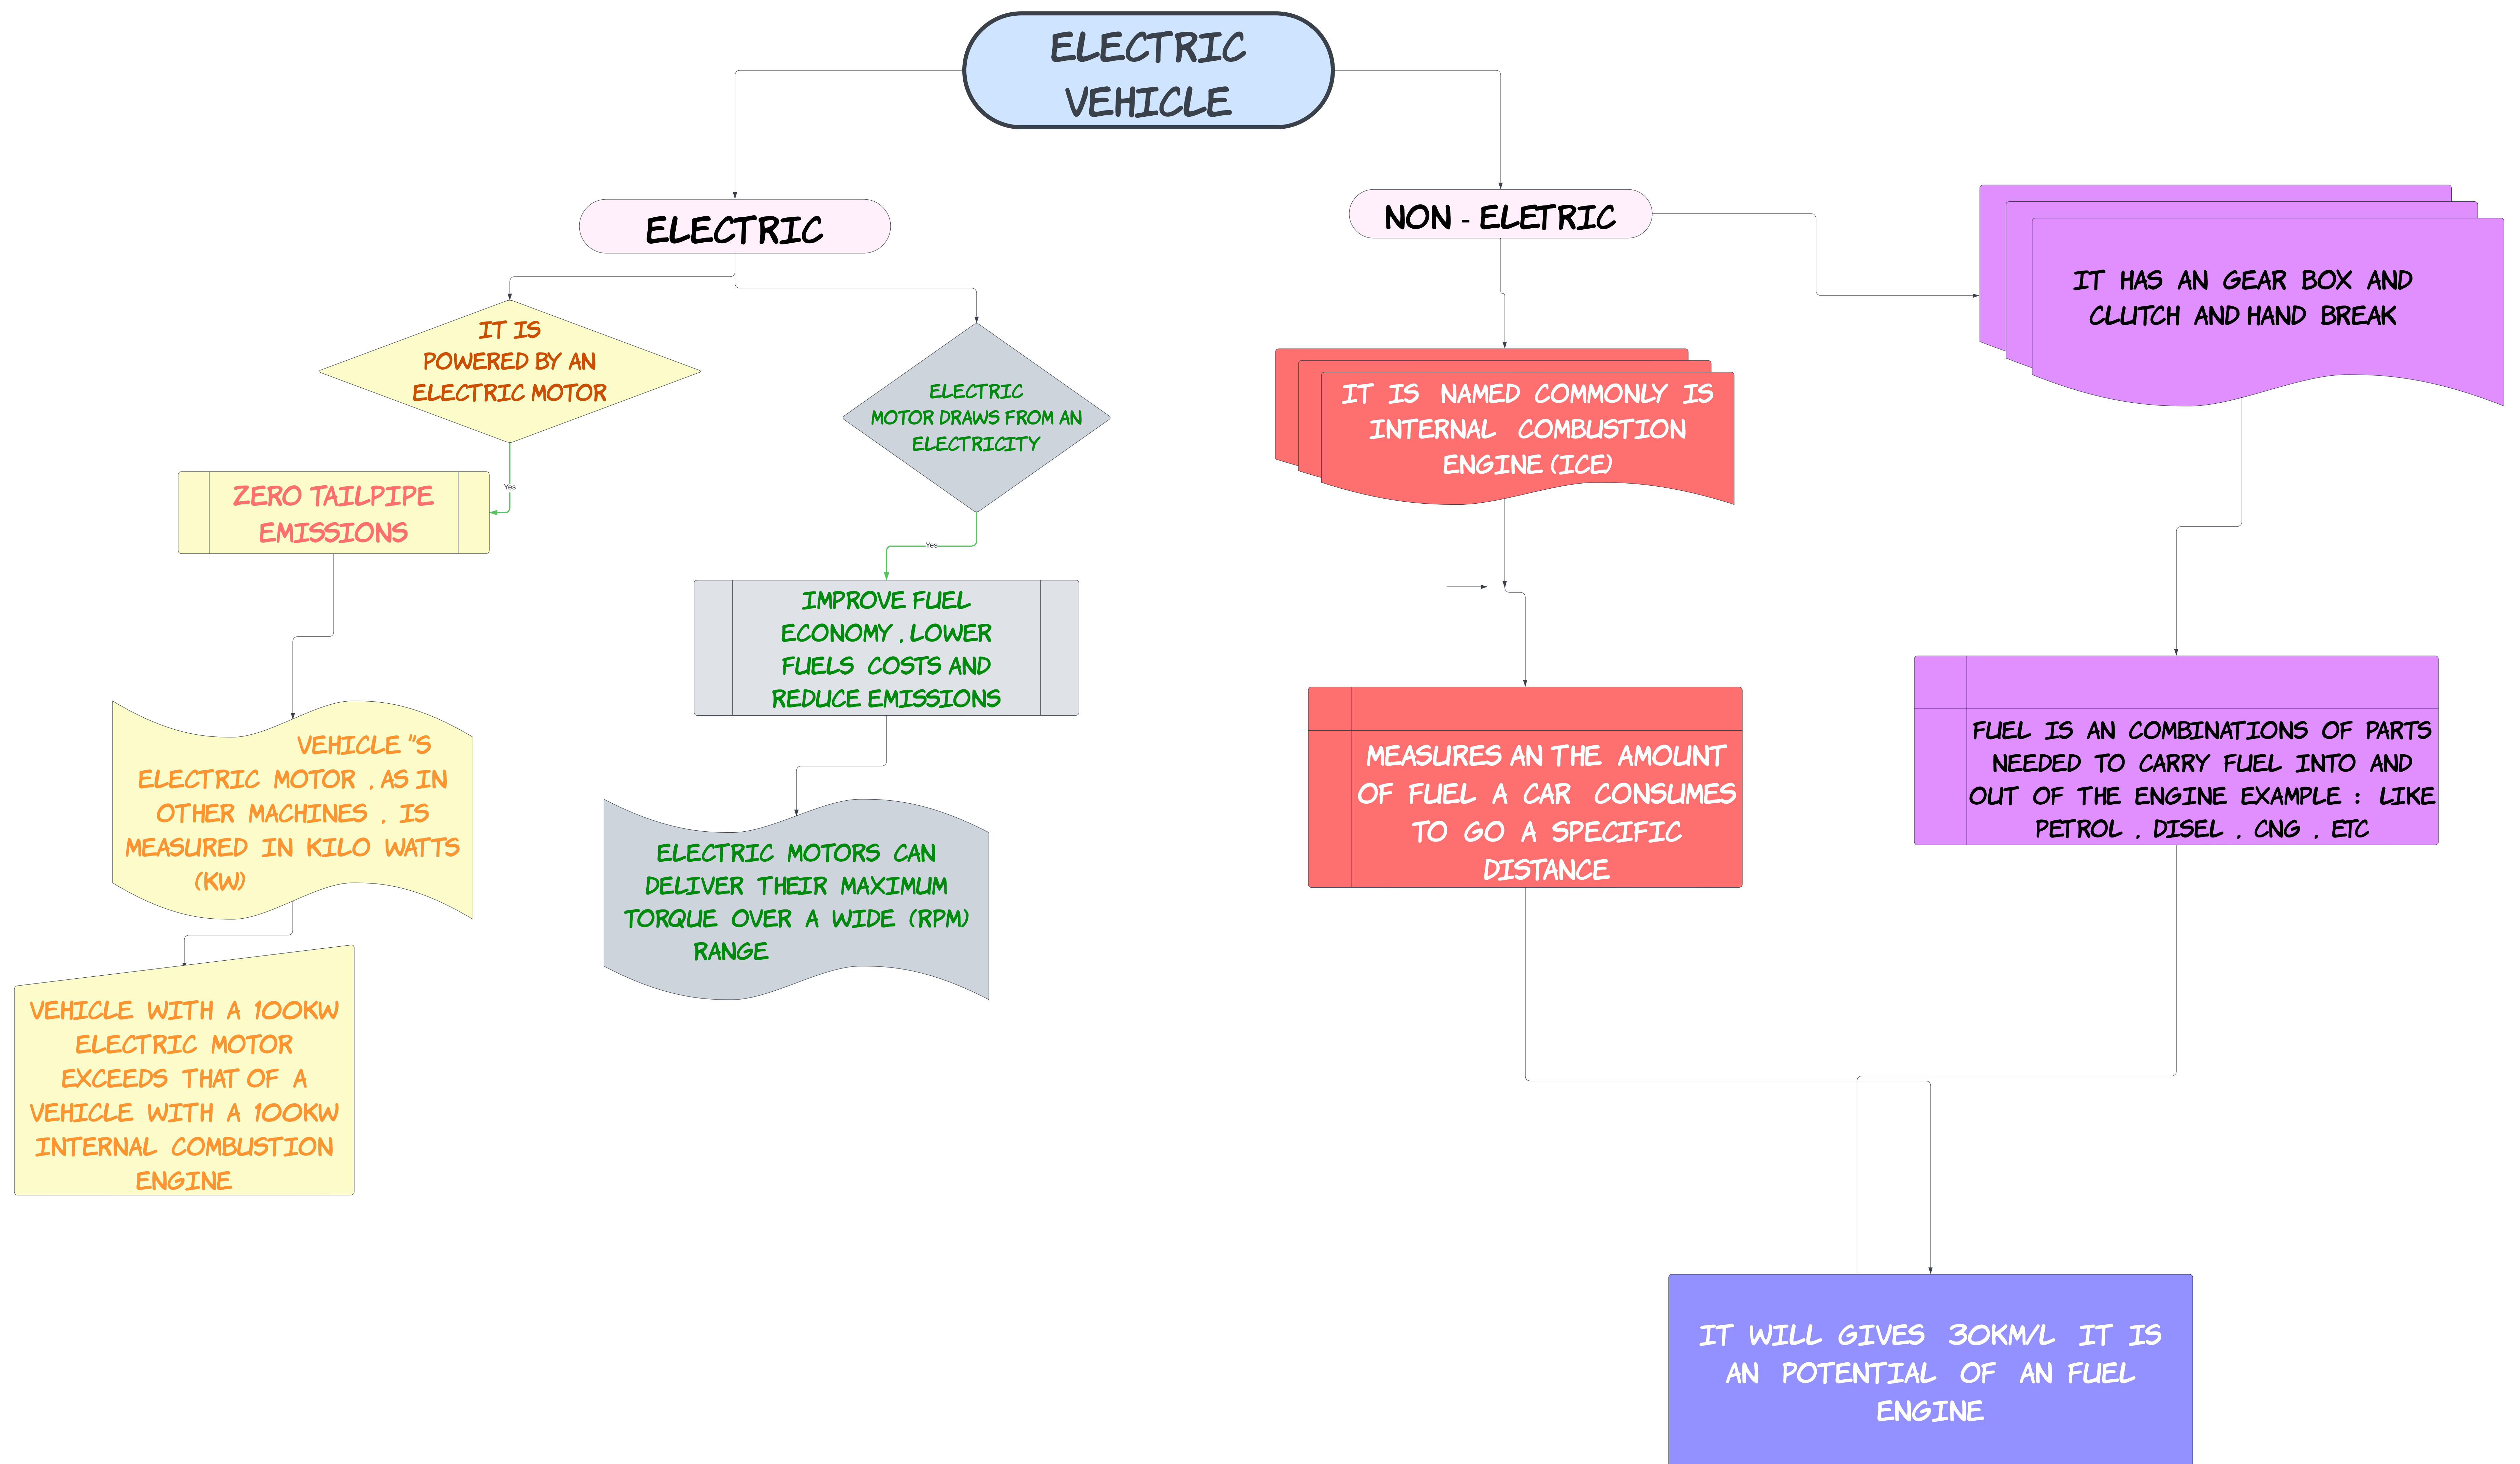 ELECTRIC
VEHICLE
ELECTRIC
NON - ELETRIC
IT HAS AN GEAR BOX AND
CLUTCH AND HAND BREAK
IT IS
POWERED BY AN
ELECTRIC MOTOR
ELECTRIC
MOTOR DRAWS FROM AN
ELECTRICITY
IT IS NAMED COMMONLY IS
INTERNAL COMBUSTION
ENGINE (ICE)
Yes
ZERO TAILPIPE
EMISSIONS
Yes
IMPROVE FUEL
ECONOMY , LOWER
FUELS COSTS AND
REDUCE EMISSIONS
VEHICLE "S
ELECTRIC MOTOR , AS IN
OTHER MACHINES , IS
MEASURED IN KILO WATTS
(KW)
ELECTRIC MOTORS CAN
DELIVER THEIR MAXIMUM
TORQUE OVER A WIDE (RPM)
RANGE
MEASURES AN THE AMOUNT
OF FUEL A CAR CONSUMES
TO GO A SPECIFIC
DISTANCE
FUEL IS AN COMBINATIONS OF PARTS
NEEDED TO CARRY FUEL INTO AND
OUT OF THE ENGINE EXAMPLE : LIKE
PETROL , DISEL , CNG , ETC
VEHICLE WITH A 100KW
ELECTRIC MOTOR
EXCEEDS THAT OF A
VEHICLE WITH A 100KW
INTERNAL COMBUSTION
ENGINE
IT WILL GIVES 30KM/L IT IS
AN POTENTIAL OF AN FUEL
ENGINE